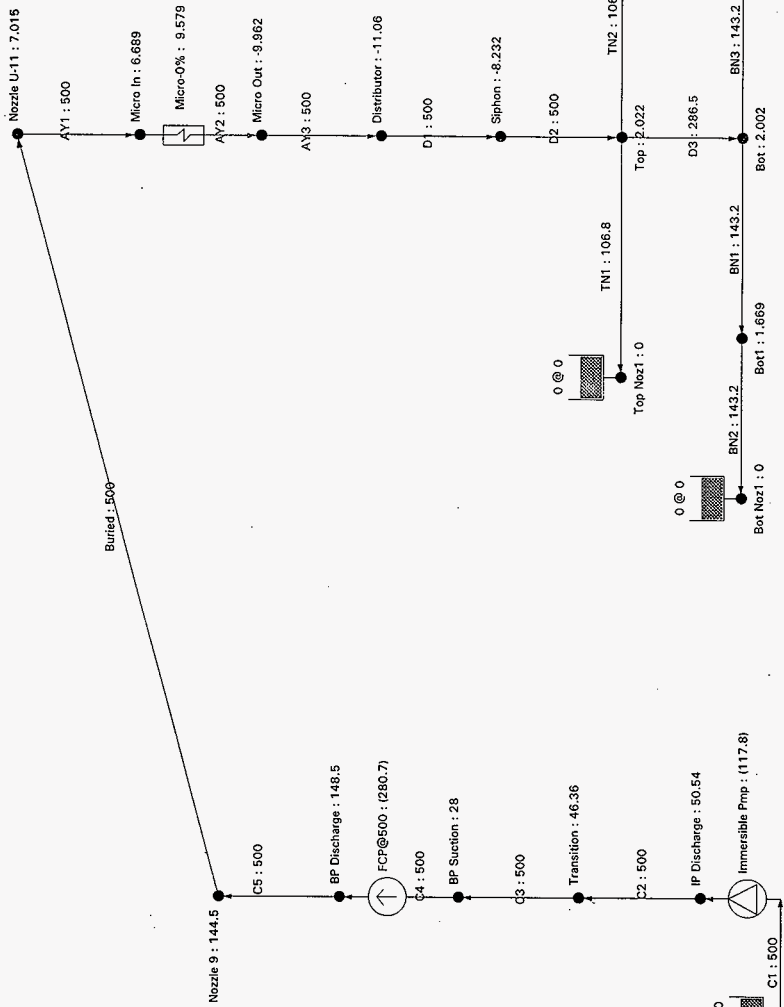 Nozzle U-11 : 7.015
AY1 : 500
Micro In : 6.689
Micro-0% : 9.579
AY2 : 500
Micro Out : -9.962
AY3 : 500
Distributor : -11.06
D1 : 500
Siphon : -8.232
D2 : 500
TN2 : 106
Top : 2.022
TN1 : 106.8
D3 : 286.5
BN3 : 143.2
Bot : 2.002
BN1 : 143.2
Bot1 : 1.669
BN2 : 143.2
0 @ 0
Top Noz1 : 0
0 @ 0
Bot Noz1 : 0
Buried : 500
Nozzle 9 : 144.5
C5 : 500
BP Discharge : 148.5
FCP@500 : (280.7)
C4 : 500
BP Suction : 28
C3 : 500
Transition : 46.36
C2 : 500
IP Discharge : 50.54
Immersible Pmp : (117.8)
C1 : 500
0